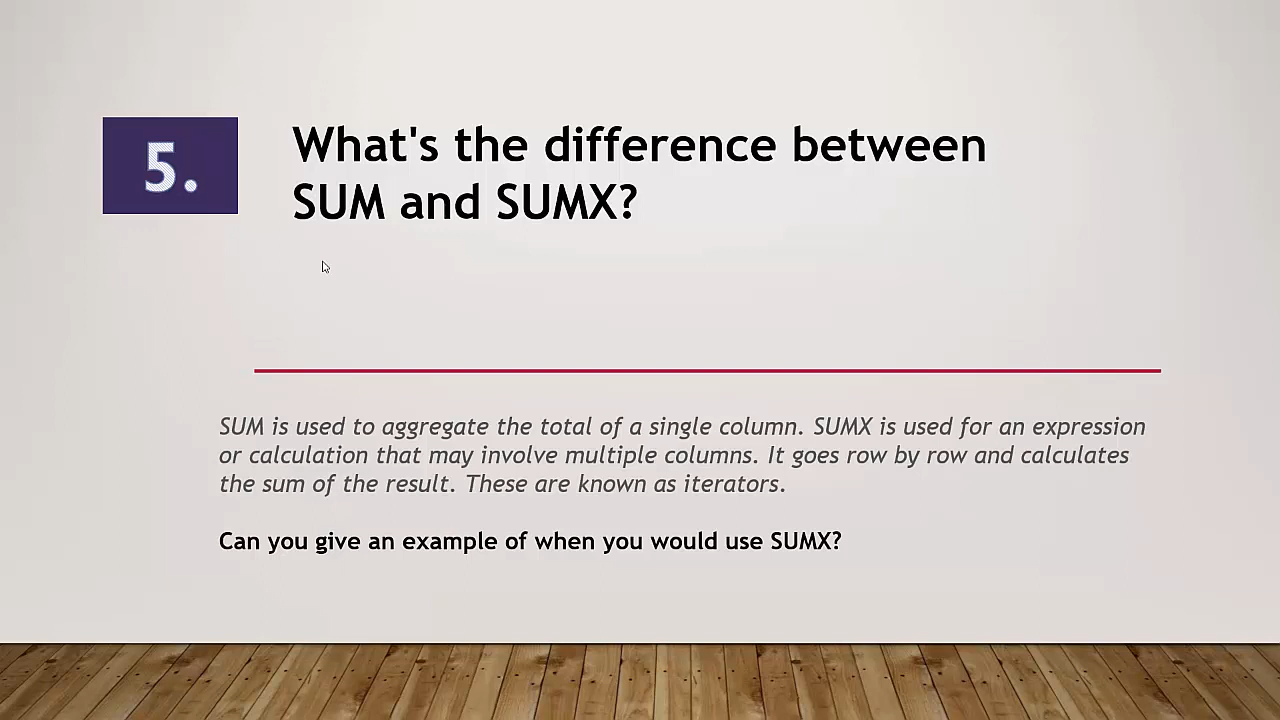 5.
What's the difference between
SUM and SUMX?
SUM is used to aggregate the total of a single column. SUMX is used for an expression
or calculation that may involve multiple columns. It goes row by row and calculates
the sum of the result. These are known as iterators.
Can you give an example of when you would use SUMX?